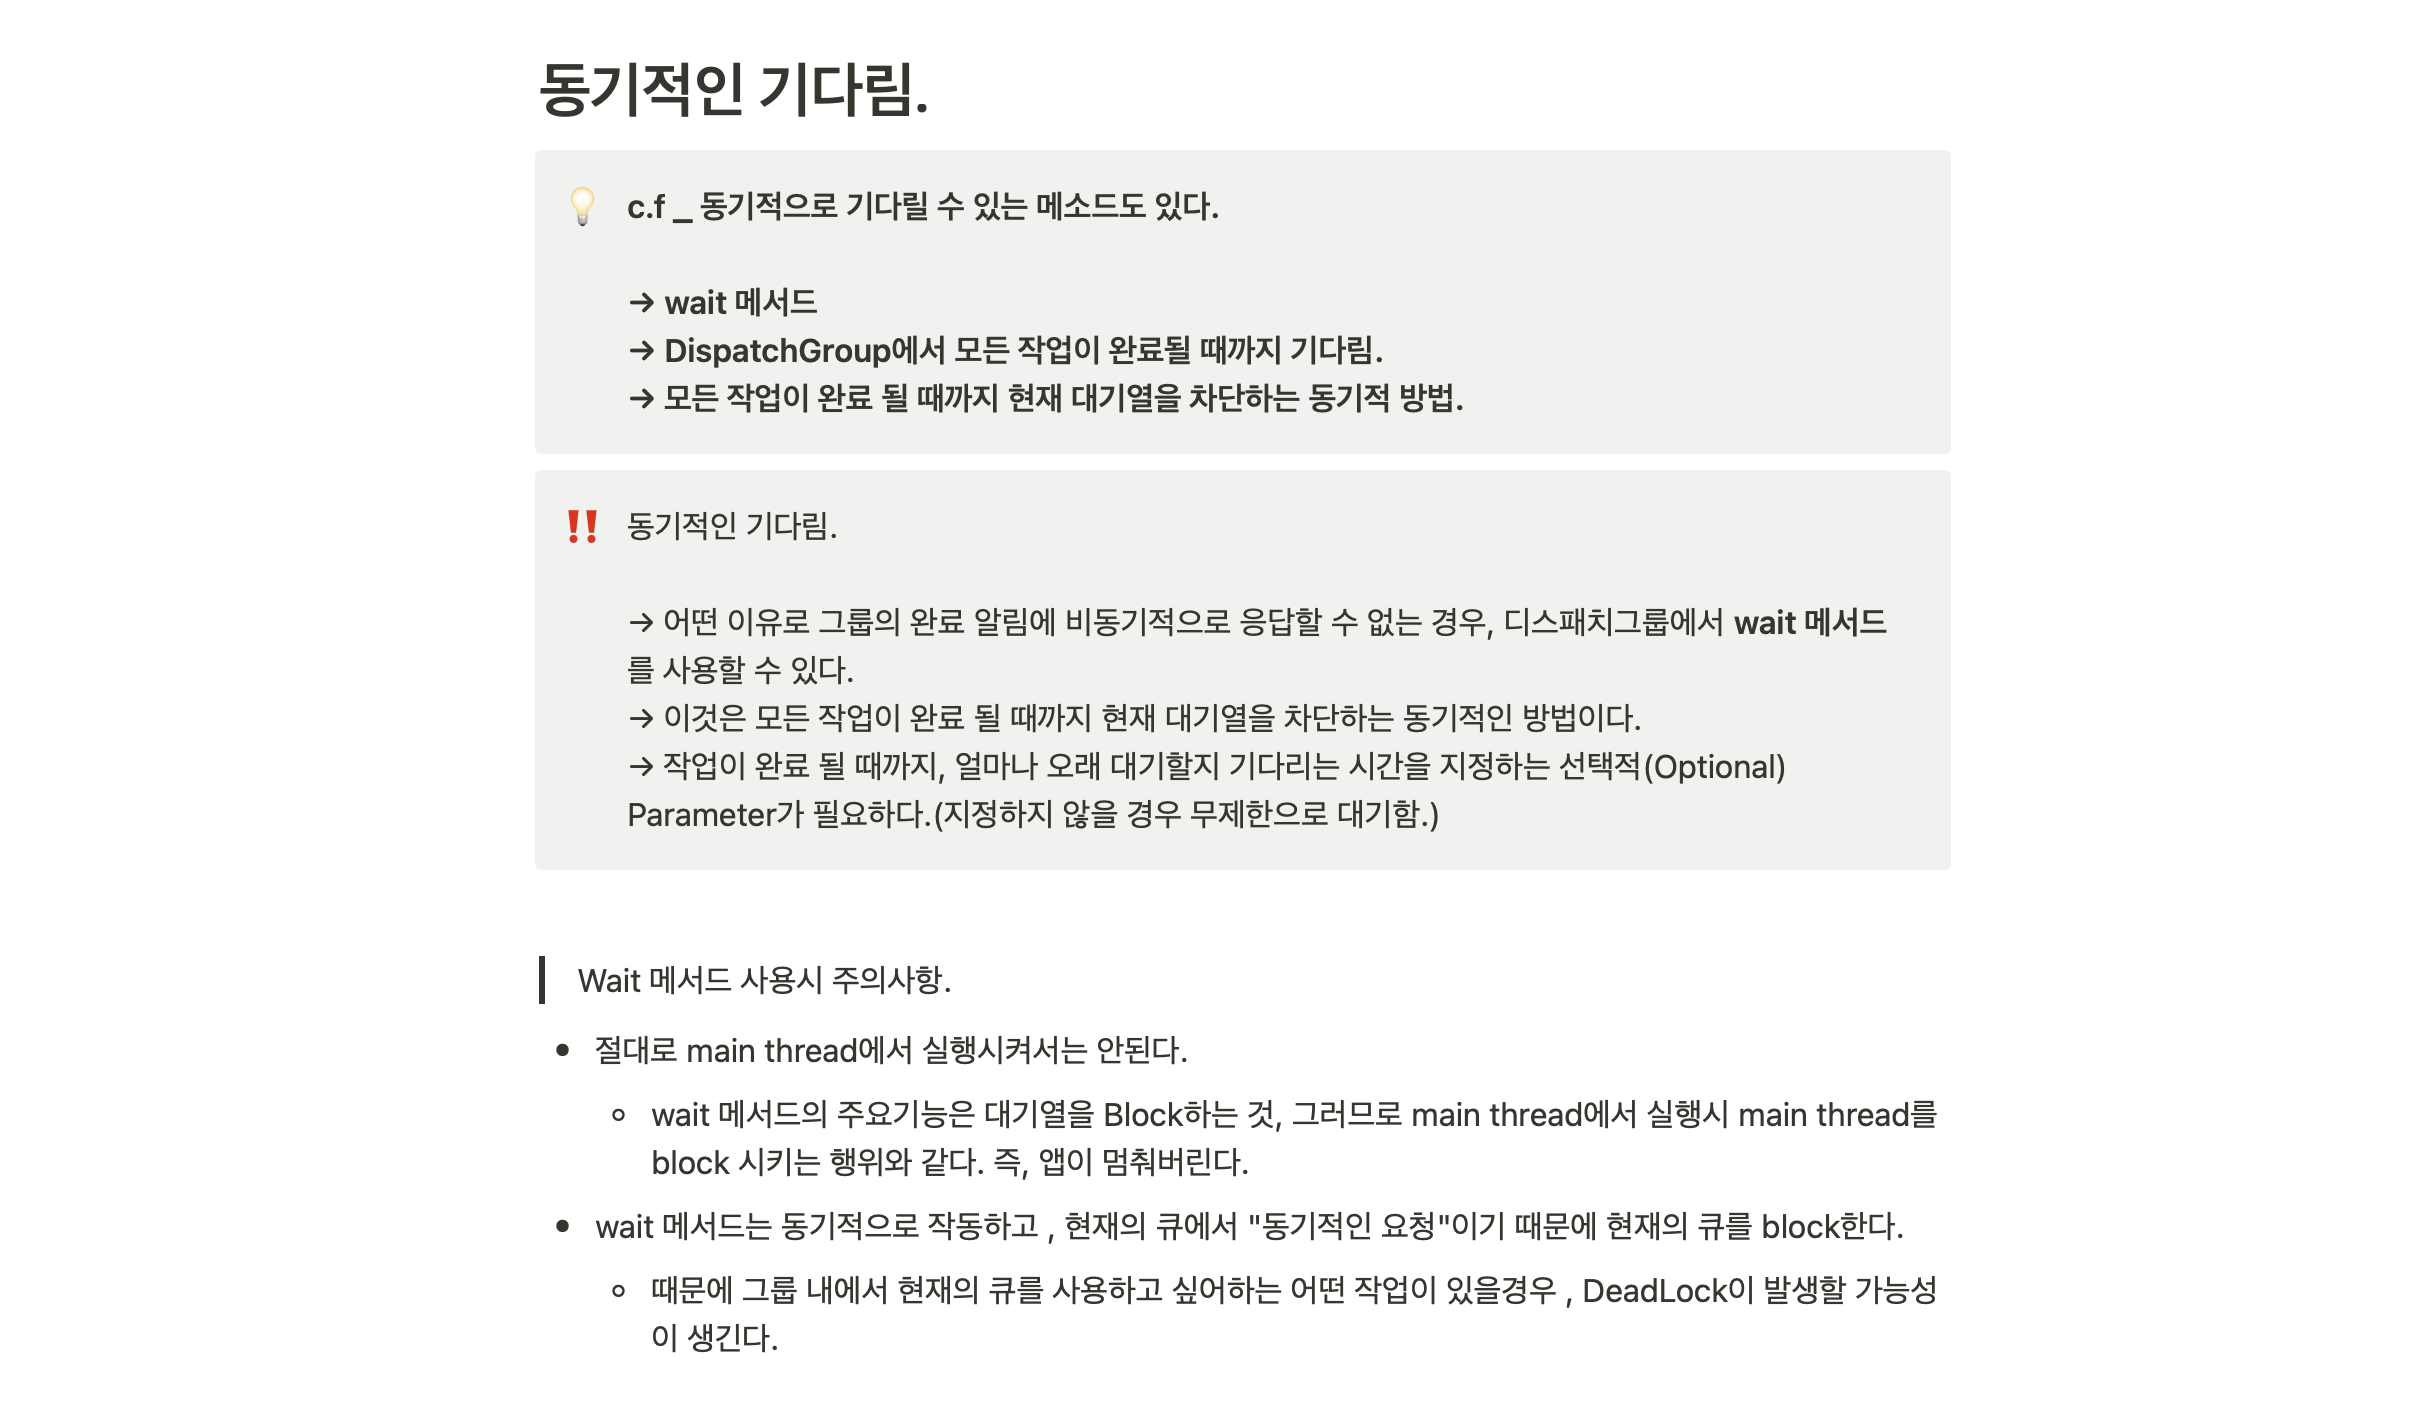 동기적인 기다림.
c.f _ 동기적으로 기다릴 수 있는 메소드도 있다.
→ wait 메서드
→ DispatchGroup에서 모든 작업이 완료될 때까지 기다림.
→ 모든 작업이 완료 될 때까지 현재 대기열을 차단하는 동기적 방법.
동기적인 기다림.
→ 어떤 이유로 그룹의 완료 알림에 비동기적으로 응답할 수 없는 경우, 디스패치그룹에서 wait 메서드
를 사용할 수 있다.
→ 이것은 모든 작업이 완료 될 때까지 현재 대기열을 차단하는 동기적인 방법이다.
→ 작업이 완료 될 때까지, 얼마나 오래 대기할지 기다리는 시간을 지정하는 선택적(Optional)
Parameter가 필요하다.(지정하지 않을 경우 무제한으로 대기함.)
Wait 메서드 사용시 주의사항.
• 절대로 main thread에서 실행시켜서는 안된다.
◦ wait 메서드의 주요기능은 대기열을 Block하는 것, 그러므로 main thread에서 실행시 main thread를
block 시키는 행위와 같다. 즉, 앱이 멈춰버린다.
• wait 메서드는 동기적으로 작동하고 , 현재의 큐에서 "동기적인 요청"이기 때문에 현재의 큐를 block한다.
◦ 때문에 그룹 내에서 현재의 큐를 사용하고 싶어하는 어떤 작업이 있을경우 , DeadLock이 발생할 가능성
이 생긴다.